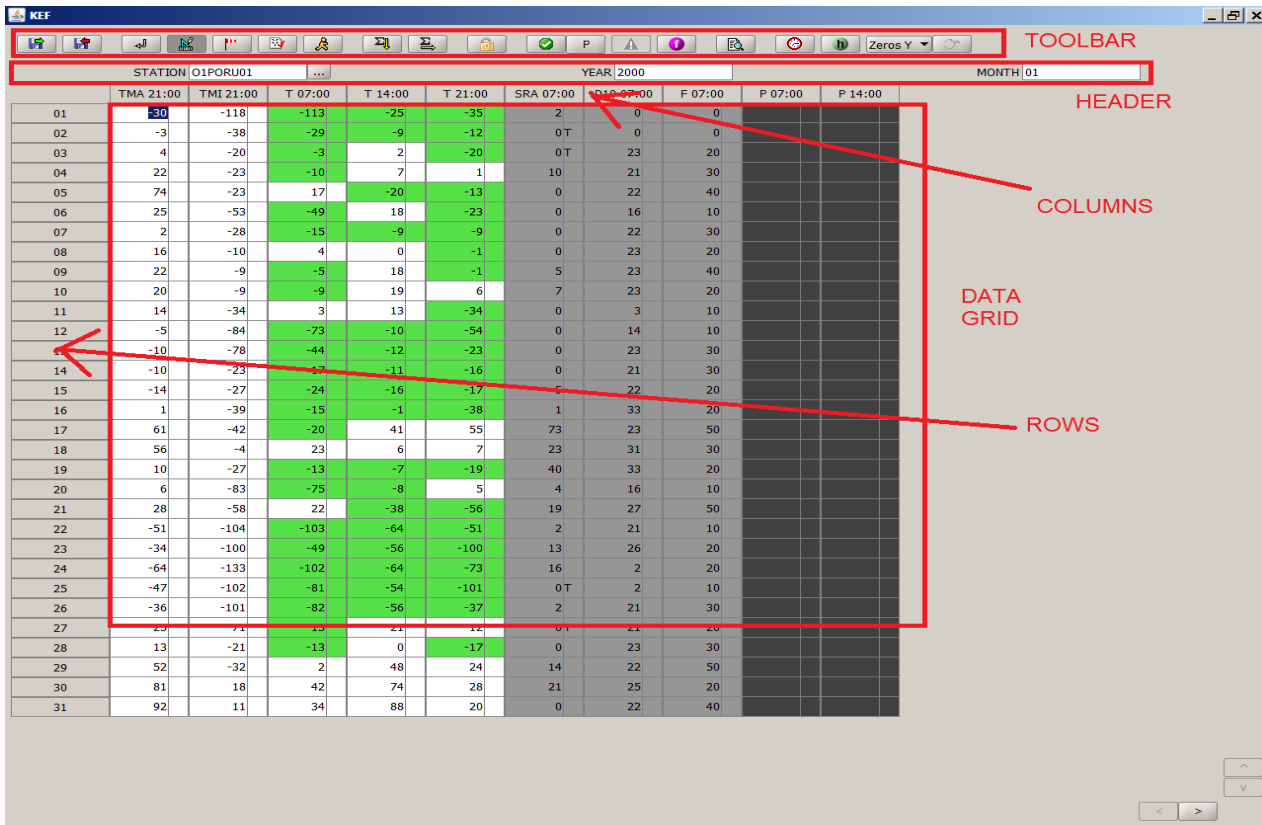 KEF
P Zeros Y TOOLBAR
STATION O1PORU01 ... YEAR 2000 MONTH 01
TMA 21:00 TMI 21:00 T 07:00 T 14:00 T 21:00 SRA 07:00 D10 07:00 F 07:00 P 07:00 P 14:00
HEADER
01 -30 -118 -113 -25 -35 2 0 0
02 -3 -38 -29 -9 -12 0 T 0 0
03 4 -20 -3 2 -20 0 T 23 20
04 22 -23 -10 7 1 10 21 30
05 74 -23 17 -20 -13 0 22 40
06 25 -53 -49 18 -23 0 16 10
COLUMNS
07 2 -28 -15 -9 -9 0 22 30
08 16 -10 4 0 -1 0 23 20
09 22 -9 -5 18 -1 5 23 40
10 20 -9 -9 19 6 7 23 20
DATA
11 14 -34 3 13 -34 0 3 10
GRID
12 -5 -84 -73 -10 -54 0 14 10
-10 -78 -44 -12 -23 0 23 30
14 -10 -23 -17 -11 -16 0 21 30
15 -14 -27 -24 -16 -17 5 22 20
16 1 -39 -15 -1 -38 1 33 20
17 61 -42 -20 41 55 73 23 50
ROWS
18 56 -4 23 6 7 23 31 30
19 10 -27 -13 -7 -19 40 33 20
20 6 -83 -75 -8 5 4 16 10
21 28 -58 22 -38 -56 19 27 50
22 -51 -104 -103 -64 -51 2 21 10
23 -34 -100 -49 -56 -100 13 26 20
24 -64 -133 -102 -64 -73 16 2 20
25 -47 -102 -81 -54 -101 0 T 2 10
26 -36 -101 -82 -56 -37 2 21 30
27 21 12 0 T 21 20
28 13 -21 -13 0 -17 0 23 30
29 52 -32 2 48 24 14 22 50
30 81 18 42 74 28 21 25 20
31 92 11 34 88 20 0 22 40